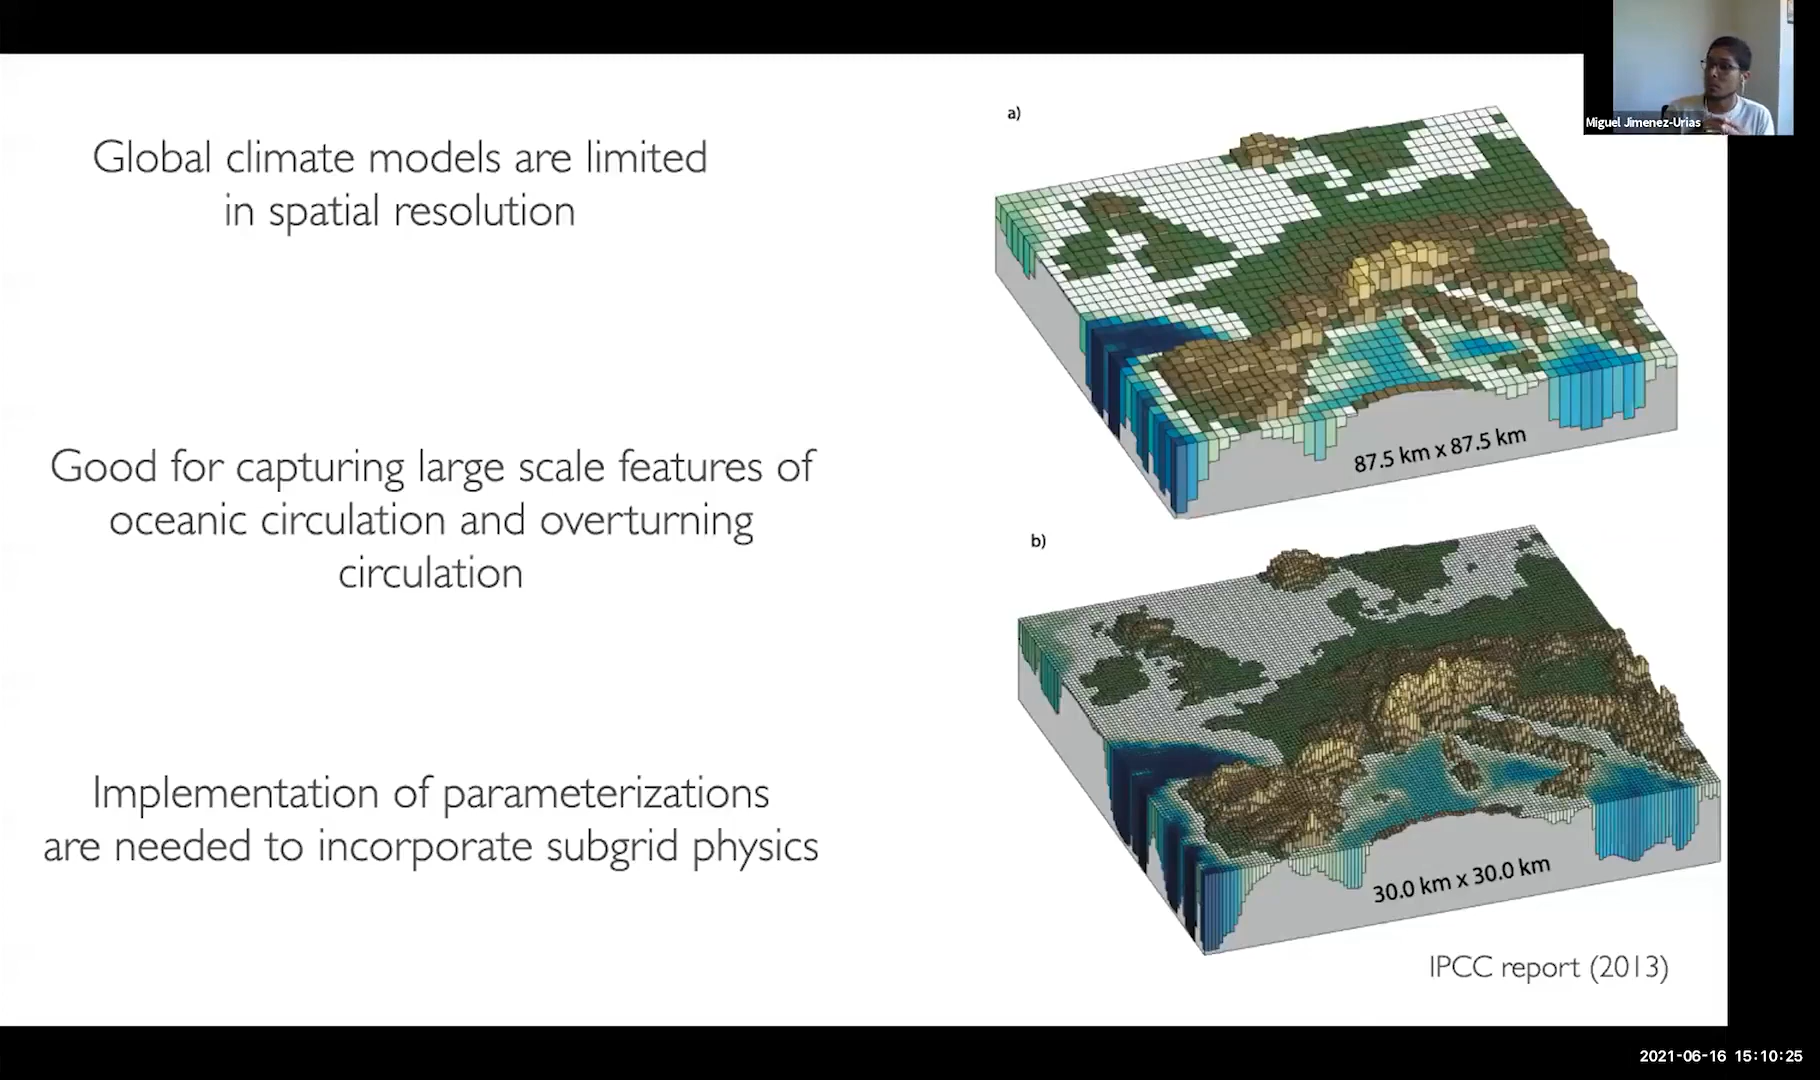 Global climate models are limited
in spatial resolution
Good for capturing large scale features of
oceanic circulation and overturning
circulation
Implementation of parameterizations
are needed to incorporate subgrid physics
a)
87.5 km x 87.5 km
b)
30.0 km x 30.0 km
IPCC report (2013)
Miguel Jimenez-Urias
2021-06-16 15:10:25